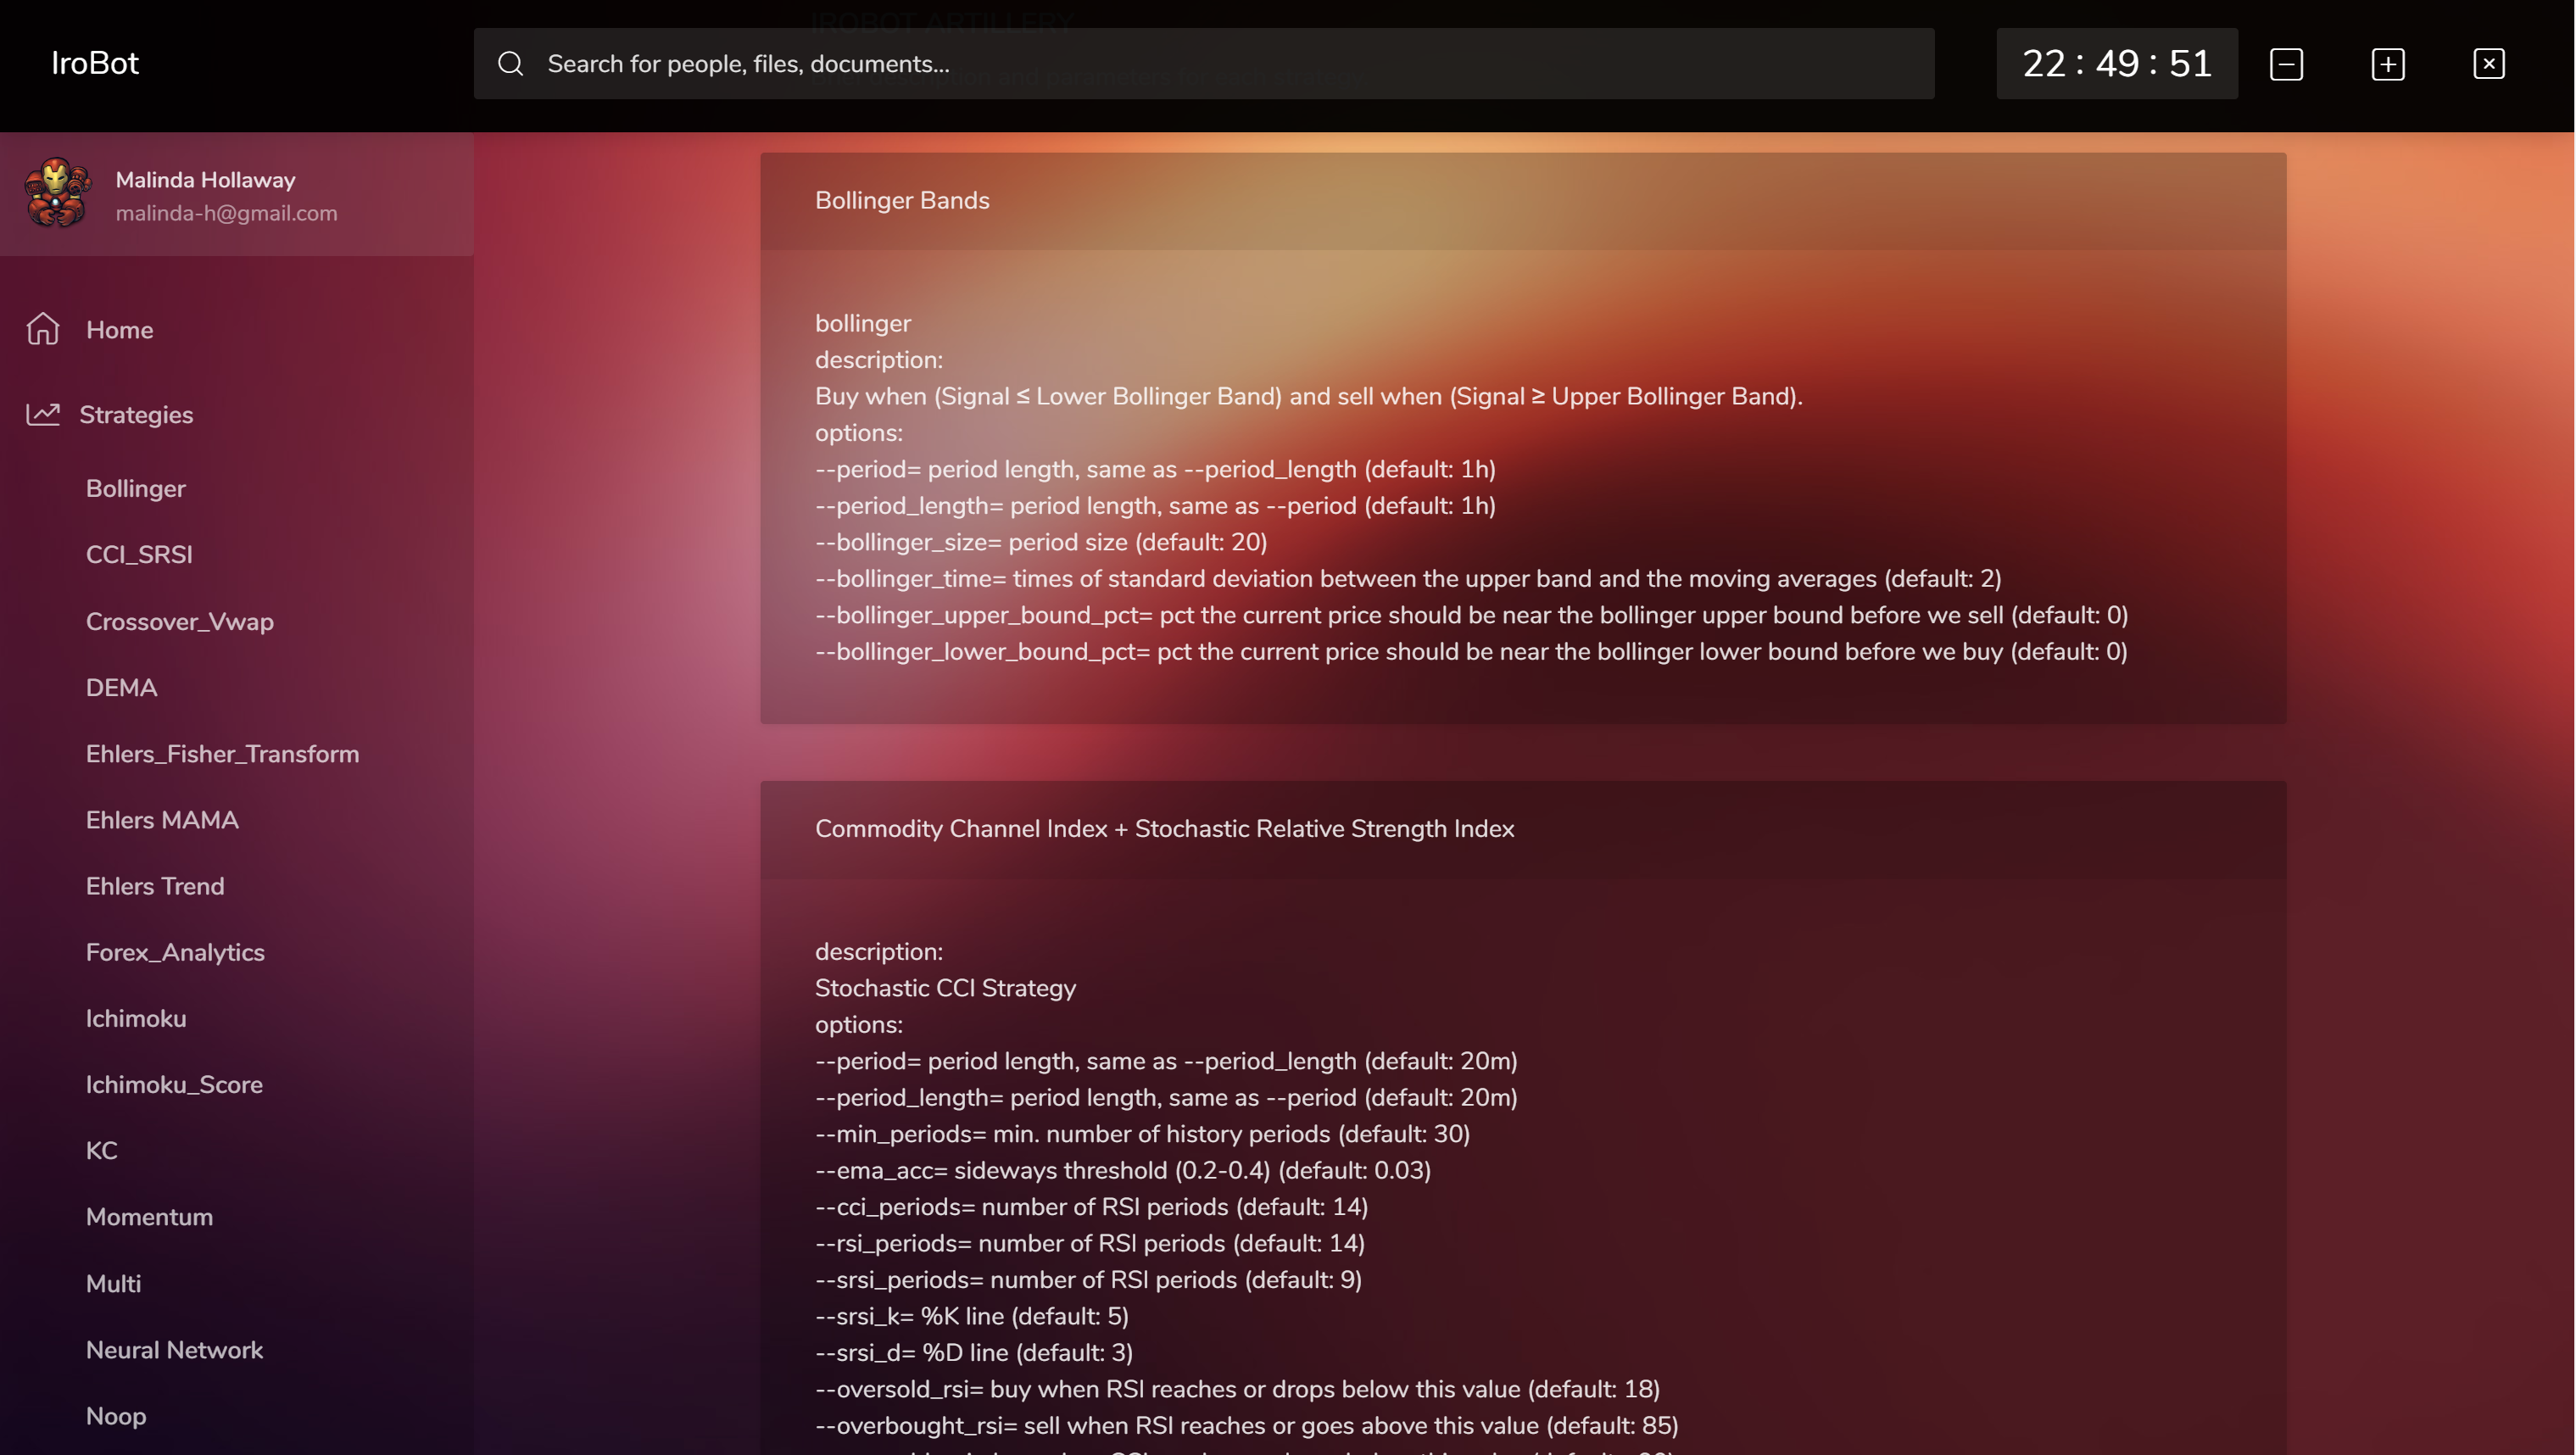 IROBOT ARTILLERY
IroBot
Search for people, files, documents...
22 : 49 : 51
Malinda Hollaway
malinda-h@gmail.com
Home
Strategies
Bollinger
CCI_SRSI
Crossover_Vwap
DEMA
Ehlers_Fisher_Transform
Ehlers MAMA
Ehlers Trend
Forex_Analytics
Ichimoku
Ichimoku_Score
KC
Momentum
Multi
Neural Network
Noop
Bollinger Bands
bollinger
description:
Buy when (Signal ≤ Lower Bollinger Band) and sell when (Signal ≥ Upper Bollinger Band).
options:
--period= period length, same as --period_length (default: 1h)
--period_length= period length, same as --period (default: 1h)
--bollinger_size= period size (default: 20)
--bollinger_time= times of standard deviation between the upper band and the moving averages (default: 2)
--bollinger_upper_bound_pct= pct the current price should be near the bollinger upper bound before we sell (default: 0)
--bollinger_lower_bound_pct= pct the current price should be near the bollinger lower bound before we buy (default: 0)
Commodity Channel Index + Stochastic Relative Strength Index
description:
Stochastic CCI Strategy
options:
--period= period length, same as --period_length (default: 20m)
--period_length= period length, same as --period (default: 20m)
--min_periods= min. number of history periods (default: 30)
--ema_acc= sideways threshold (0.2-0.4) (default: 0.03)
--cci_periods= number of RSI periods (default: 14)
--rsi_periods= number of RSI periods (default: 14)
--srsi_periods= number of RSI periods (default: 9)
--srsi_k= %K line (default: 5)
--srsi_d= %D line (default: 3)
--oversold_rsi= buy when RSI reaches or drops below this value (default: 18)
--overbought_rsi= sell when RSI reaches or goes above this value (default: 85)